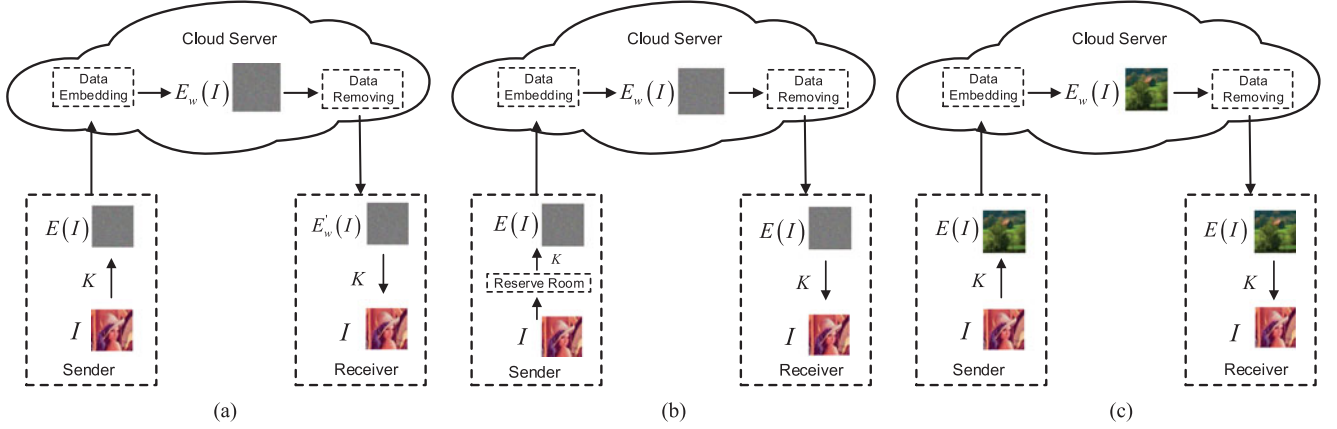 Cloud Server
Data
Embedding
E_w(I)
Data
Removing
E(I)
K
I
Sender
E'_w(I)
K
I
Receiver
(a)
Cloud Server
Data
Embedding
E_w(I)
Data
Removing
E(I)
K
Reserve Room
I
Sender
E(I)
K
I
Receiver
(b)
Cloud Server
Data
Embedding
E_w(I)
Data
Removing
E(I)
K
I
Sender
E(I)
K
I
Receiver
(c)